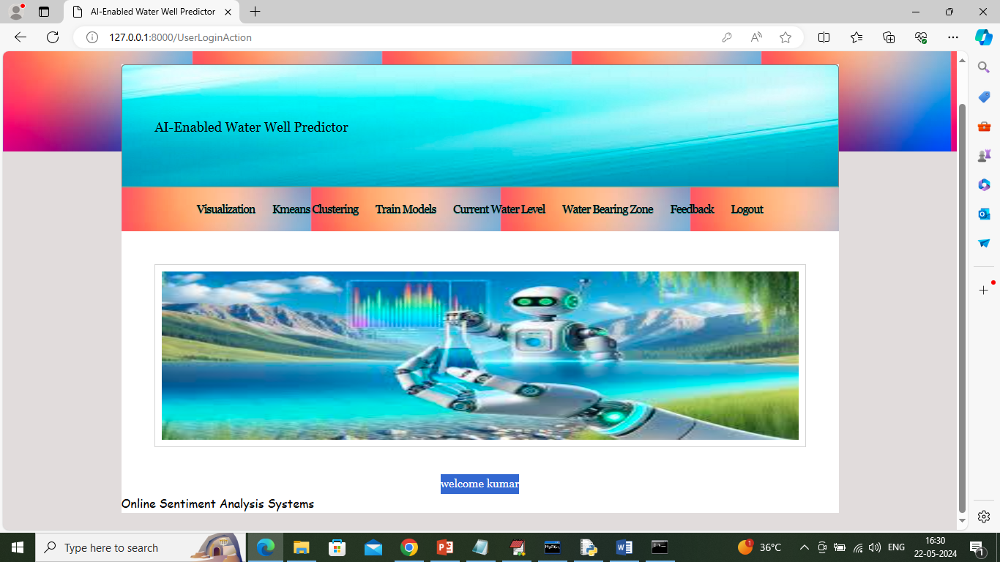 AI-Enabled Water Well Predictor
127.0.0.1:8000/UserLoginAction
AI-Enabled Water Well Predictor
Visualization Kmeans Clustering Train Models Current Water Level Water Bearing Zone Feedback Logout
welcome kumar
Online Sentiment Analysis Systems
Type here to search
1
36°C
ENG
16:30
22-05-2024
1